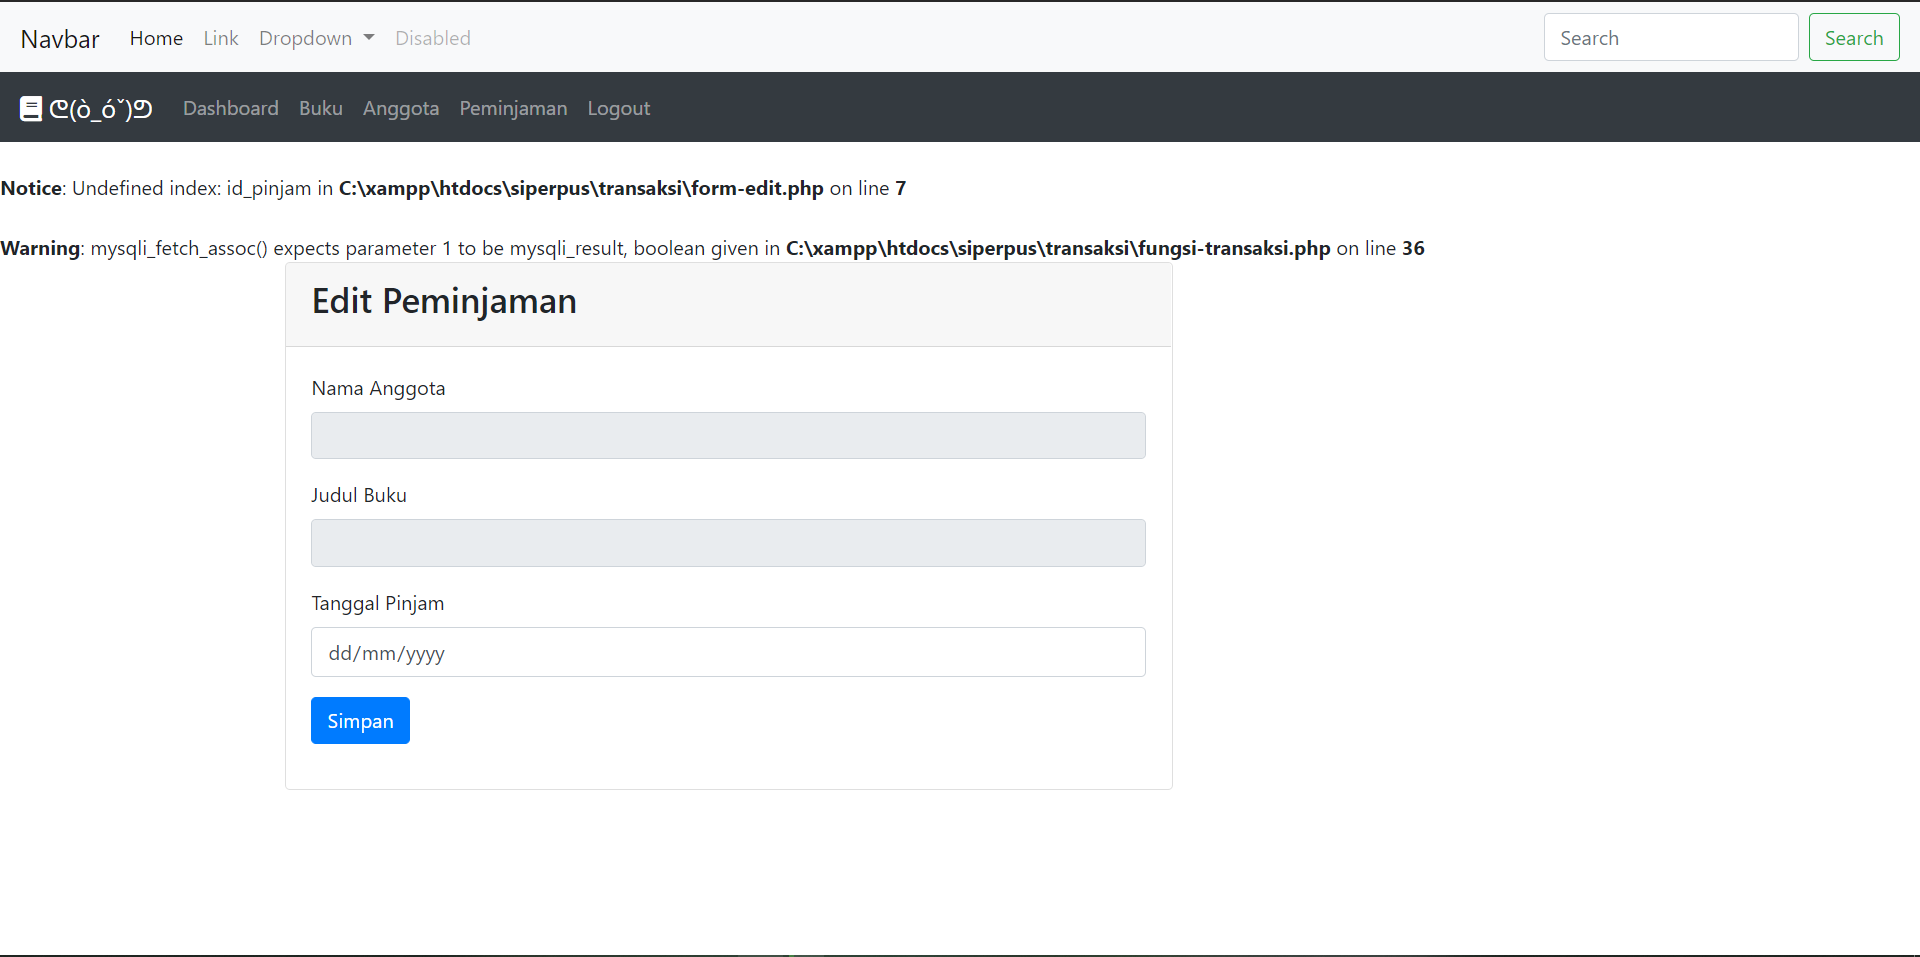 Navbar Home Link Dropdown Disabled Search Search
ᕦ(ò_óˇ)ᕤ Dashboard Buku Anggota Peminjaman Logout
Notice: Undefined index: id_pinjam in C:\xampp\htdocs\siperpus\transaksi\form-edit.php on line 7
Warning: mysqli_fetch_assoc() expects parameter 1 to be mysqli_result, boolean given in C:\xampp\htdocs\siperpus\transaksi\fungsi-transaksi.php on line 36
Edit Peminjaman
Nama Anggota
Judul Buku
Tanggal Pinjam
dd/mm/yyyy
Simpan